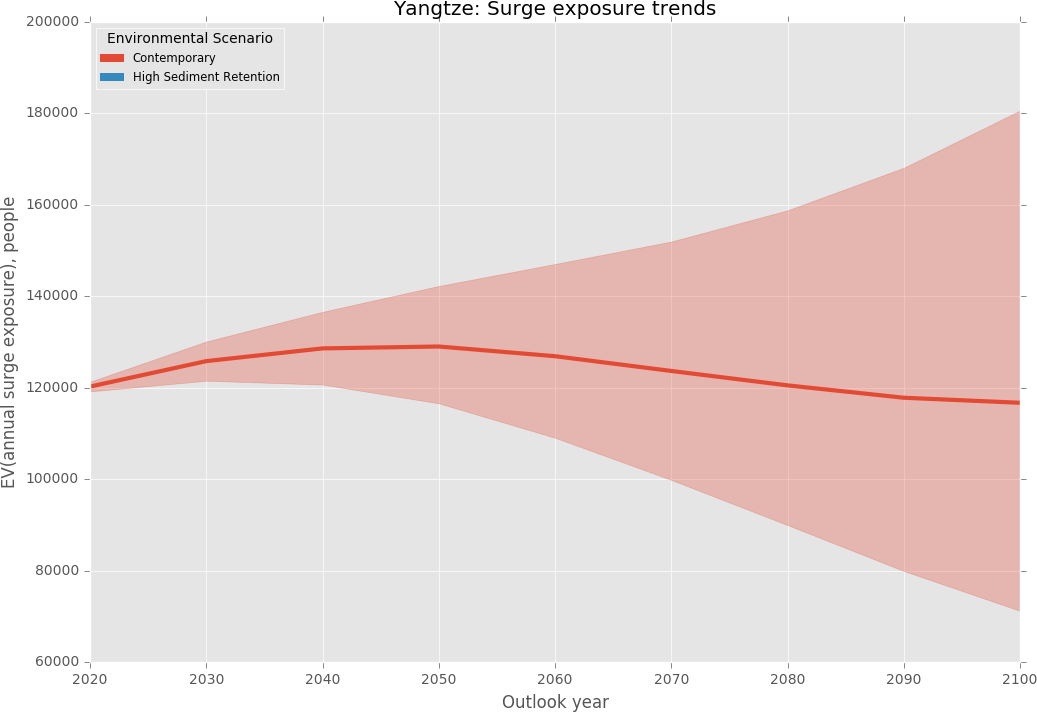 Yangtze: Surge exposure trends
Environmental Scenario
Contemporary
High Sediment Retention
EV(annual surge exposure), people
200000
180000
160000
140000
120000
100000
80000
60000
2020 2030 2040 2050 2060 2070 2080 2090 2100
Outlook year